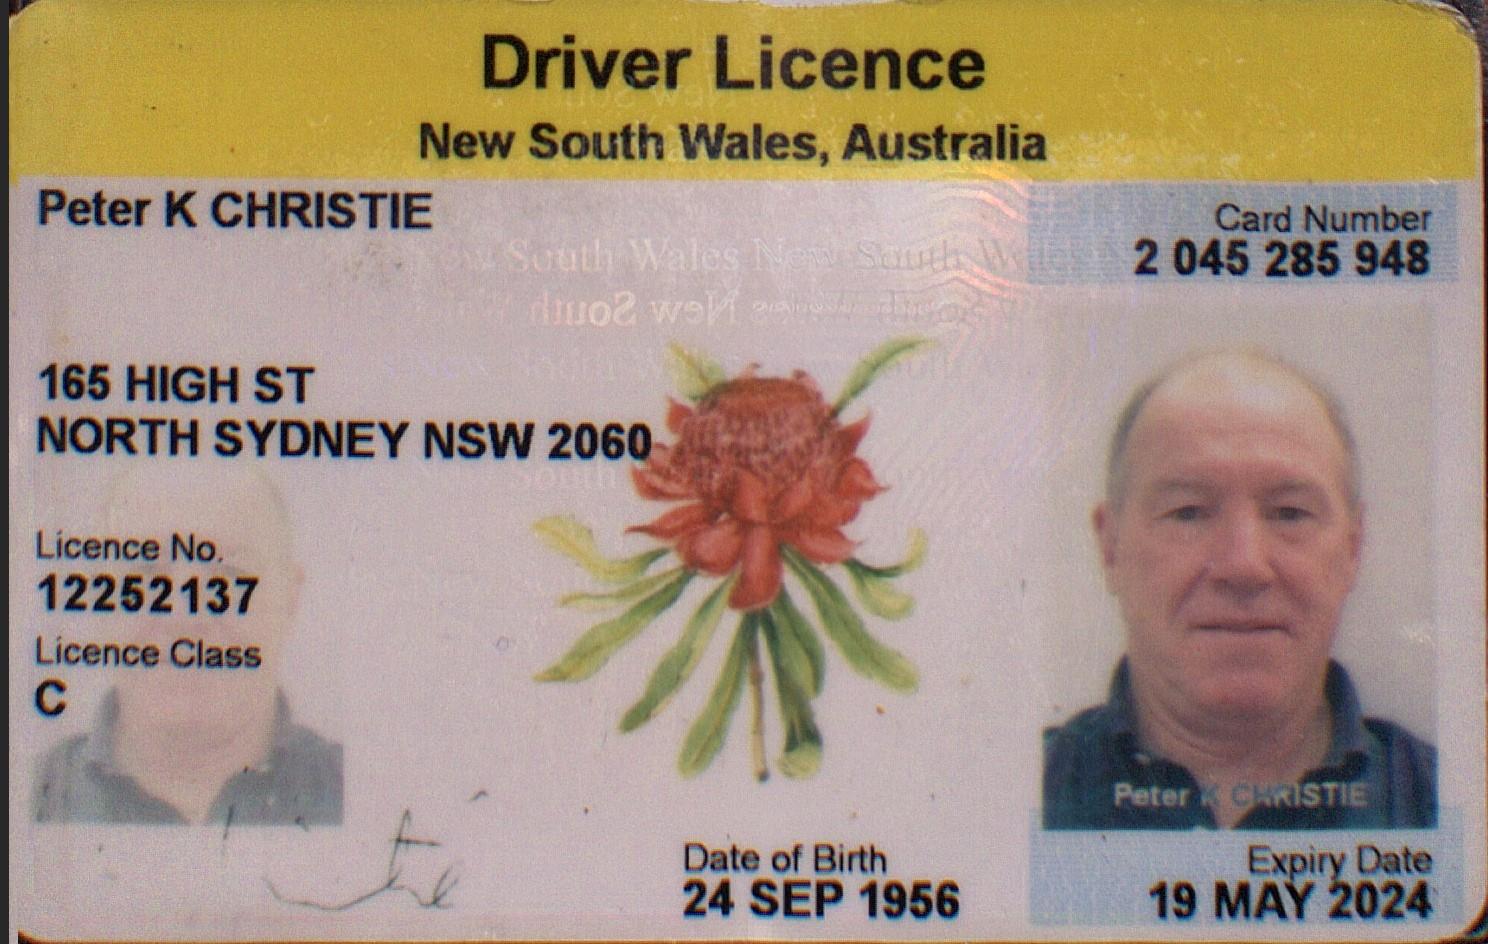 Driver Licence
New South Wales, Australia
Peter K CHRISTIE
Card Number
2 045 285 948
New South Wales New South Wales
165 HIGH ST
NORTH SYDNEY NSW 2060
Licence No.
12252137
Licence Class
C
Peter K CHRISTIE
Date of Birth
24 SEP 1956
Expiry Date
19 MAY 2024